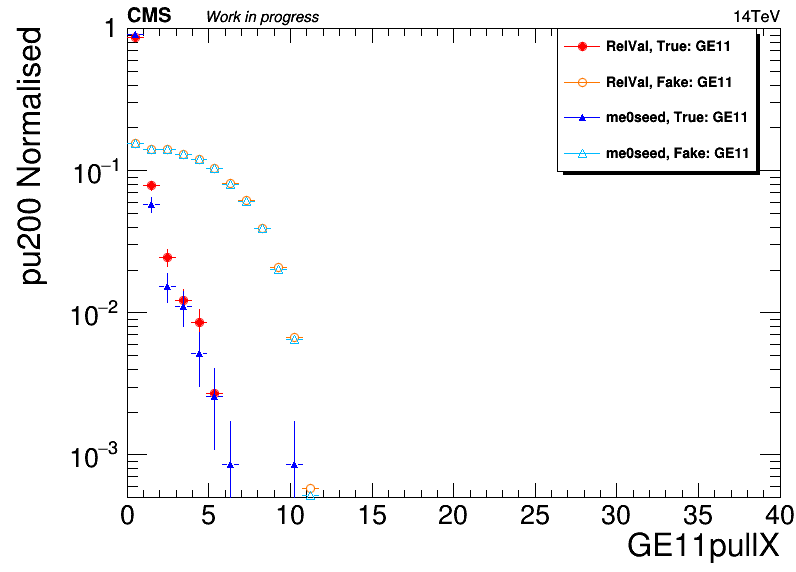 CMS Work in progress 14TeV
pu200 Normalised
1
10−1
10−2
10−3
RelVal, True: GE11
RelVal, Fake: GE11
me0seed, True: GE11
me0seed, Fake: GE11
0 5 10 15 20 25 30 35 40
GE11pullX